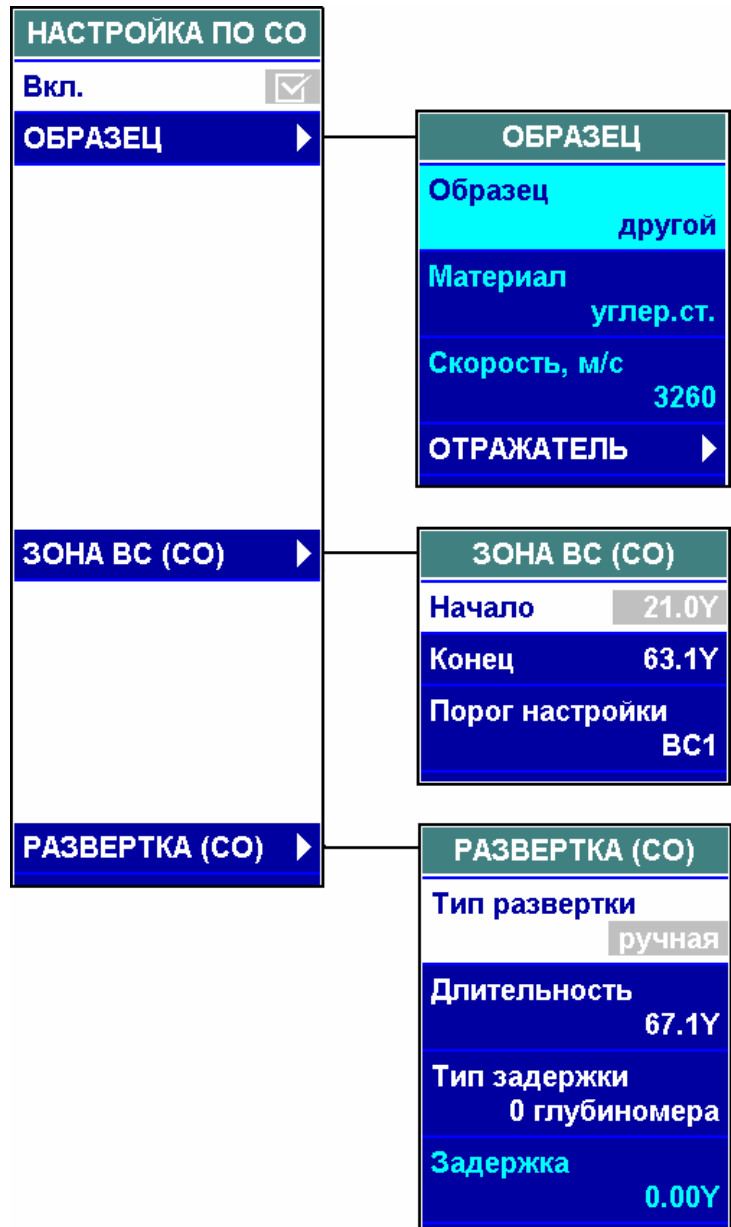 НАСТРОЙКА ПО СО
Вкл.
ОБРАЗЕЦ
ОБРАЗЕЦ
Образец
другой
Материал
углер.ст.
Скорость, м/с
3260
ОТРАЖАТЕЛЬ
ЗОНА ВС (СО)
ЗОНА ВС (СО)
Начало 21.0Y
Конец 63.1Y
Порог настройки
ВС1
РАЗВЕРТКА (СО)
РАЗВЕРТКА (СО)
Тип развертки
ручная
Длительность
67.1Y
Тип задержки
0 глубиномера
Задержка
0.00Y